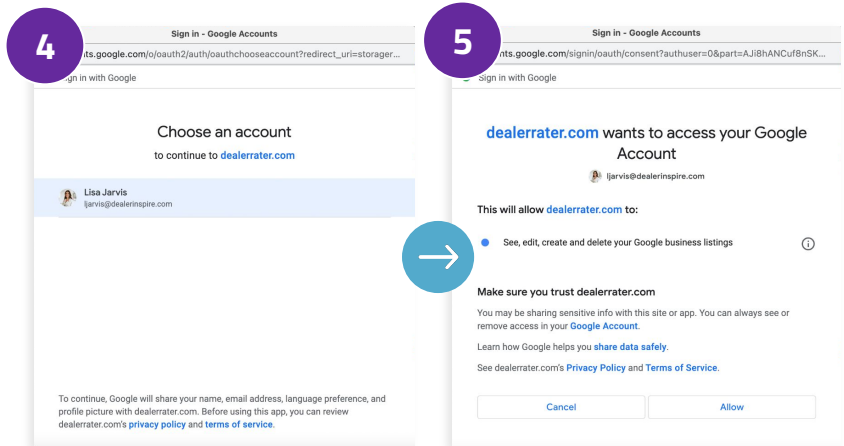 4
Sign in - Google Accounts
nts.google.com/o/oauth2/auth/oauthchooseaccount?redirect_uri=storager...
gn in with Google
Choose an account
to continue to dealerrater.com
Lisa Jarvis
ljarvis@dealerinspire.com
To continue, Google will share your name, email address, language preference, and
profile picture with dealerrater.com. Before using this app, you can review
dealerrater.com's privacy policy and terms of service.
5
Sign in - Google Accounts
nts.google.com/signin/oauth/consent?authuser=0&part=AJi8hANCuf8nSK...
Sign in with Google
dealerrater.com wants to access your Google
Account
ljarvis@dealerinspire.com
This will allow dealerrater.com to:
See, edit, create and delete your Google business listings
Make sure you trust dealerrater.com
You may be sharing sensitive info with this site or app. You can always see or
remove access in your Google Account.
Learn how Google helps you share data safely.
See dealerrater.com's Privacy Policy and Terms of Service.
Cancel
Allow